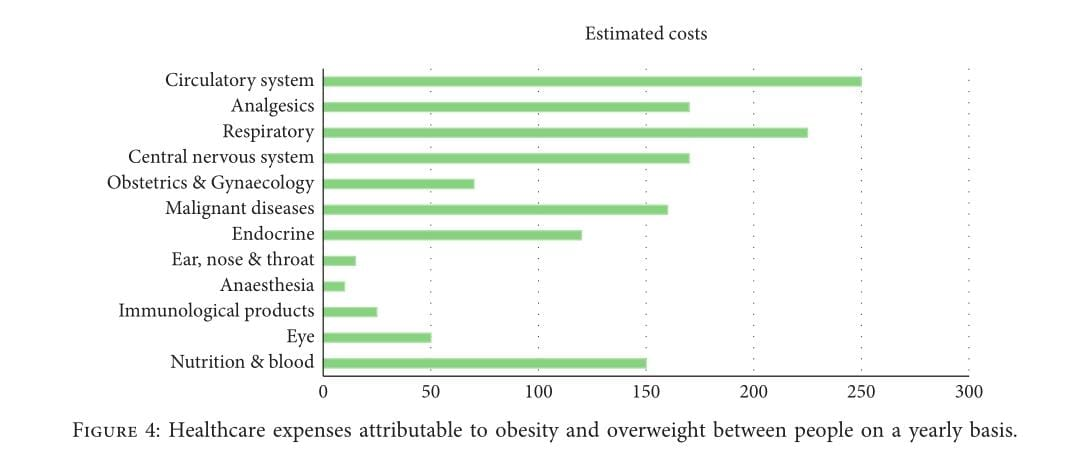 Estimated costs
Circulatory system
Analgesics
Respiratory
Central nervous system
Obstetrics & Gynaecology
Malignant diseases
Endocrine
Ear, nose & throat
Anaesthesia
Immunological products
Eye
Nutrition & blood
0 50 100 150 200 250 300
Figure 4: Healthcare expenses attributable to obesity and overweight between people on a yearly basis.